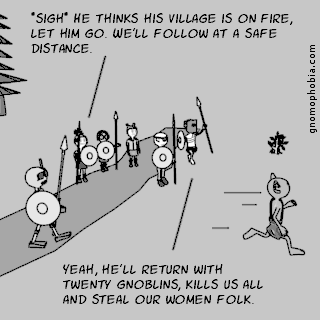 *SIGH* HE THINKS HIS VILLAGE IS ON FIRE,
LET HIM GO. WE'LL FOLLOW AT A SAFE
DISTANCE.
gnomophobia.com
YEAH, HE'LL RETURN WITH
TWENTY GNOBLINS, KILLS US ALL
AND STEAL OUR WOMEN FOLK.